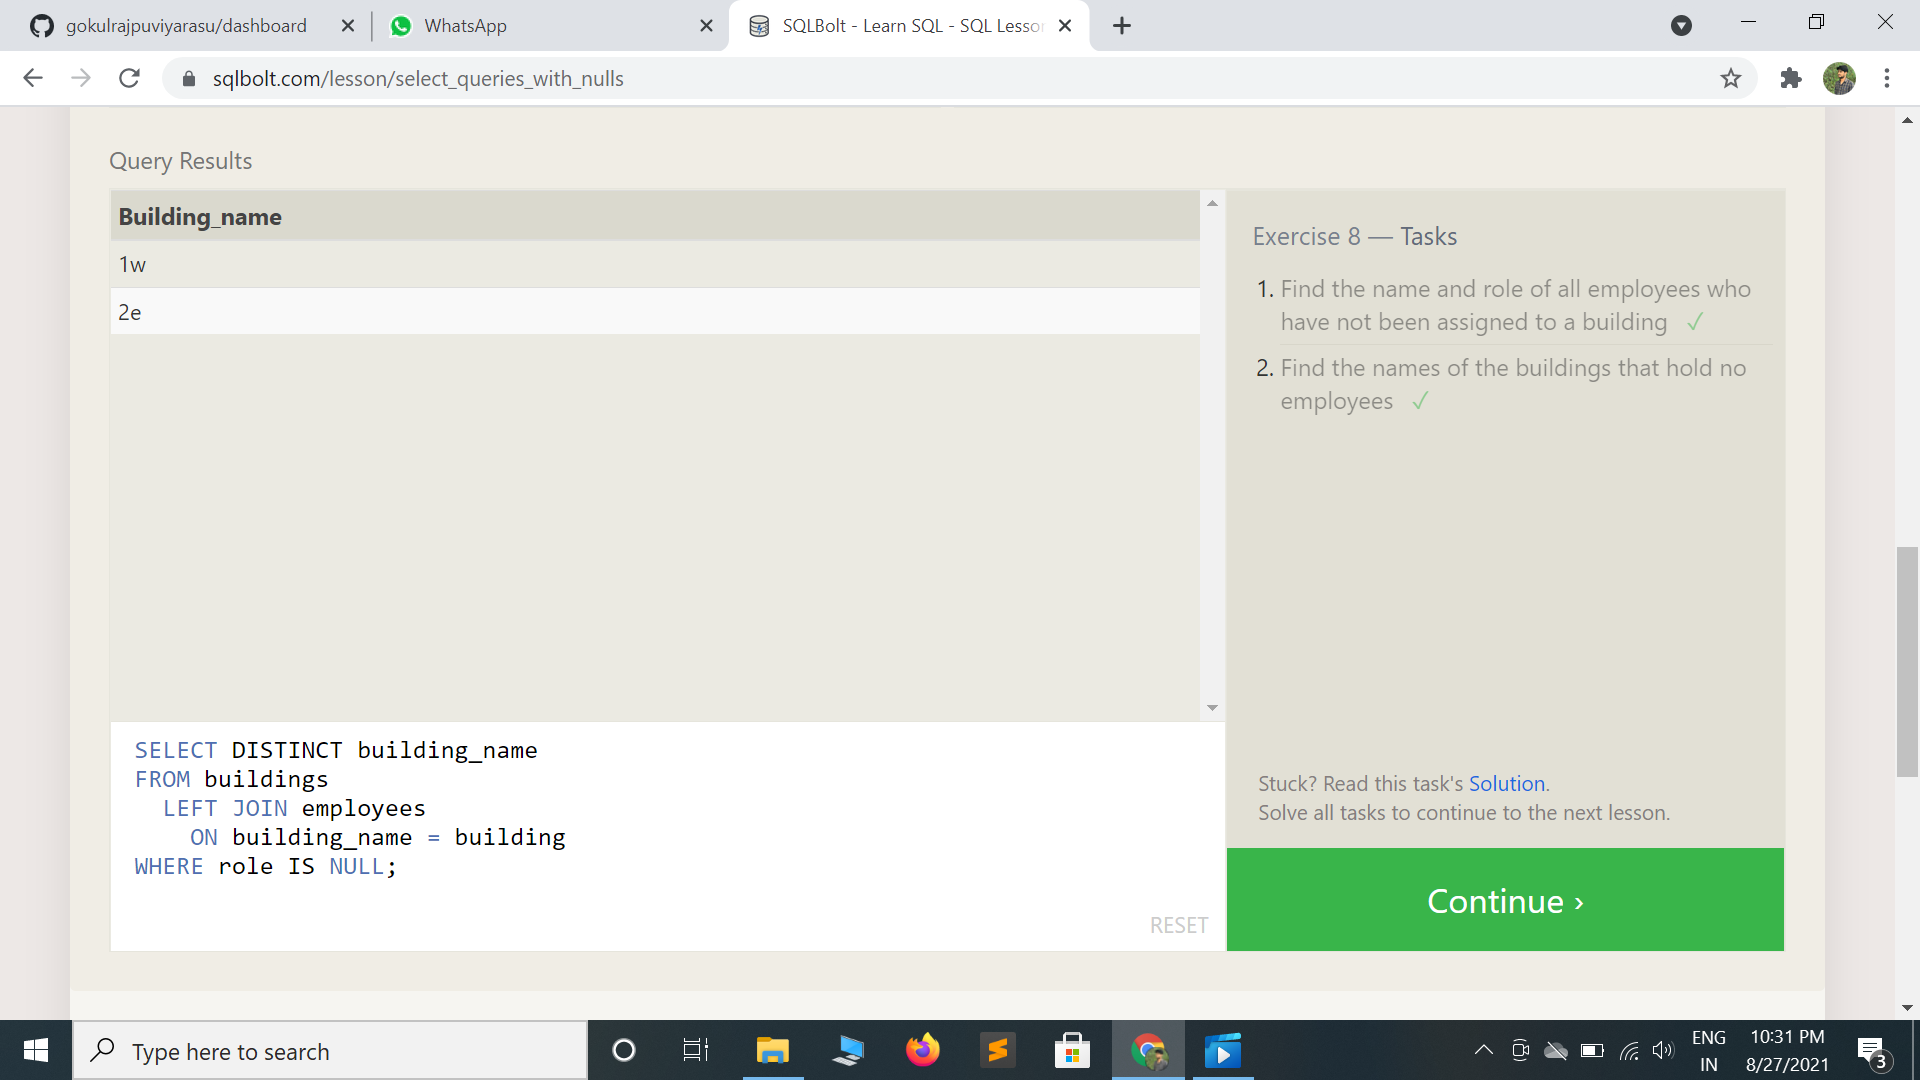 gokulrajpuviyarasu/dashboard
WhatsApp
SQLBolt - Learn SQL - SQL Lesson
sqlbolt.com/lesson/select_queries_with_nulls
Query Results
Building_name
1w
2e
Exercise 8 — Tasks
1. Find the name and role of all employees who
have not been assigned to a building ✓
2. Find the names of the buildings that hold no
employees ✓
SELECT DISTINCT building_name
FROM buildings
LEFT JOIN employees
ON building_name = building
WHERE role IS NULL;
RESET
Stuck? Read this task's Solution.
Solve all tasks to continue to the next lesson.
Continue ›
Type here to search
ENG
IN
10:31 PM
8/27/2021
3